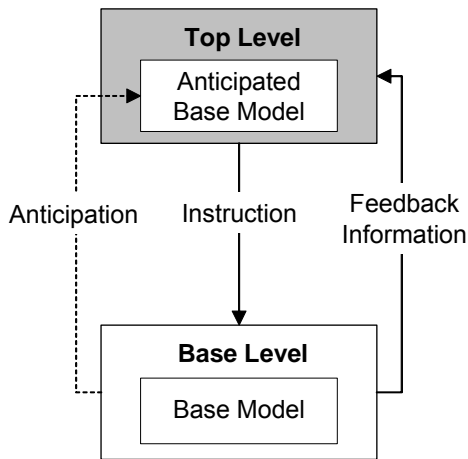 Top Level
Anticipated
Base Model
Anticipation
Instruction
Feedback
Information
Base Level
Base Model